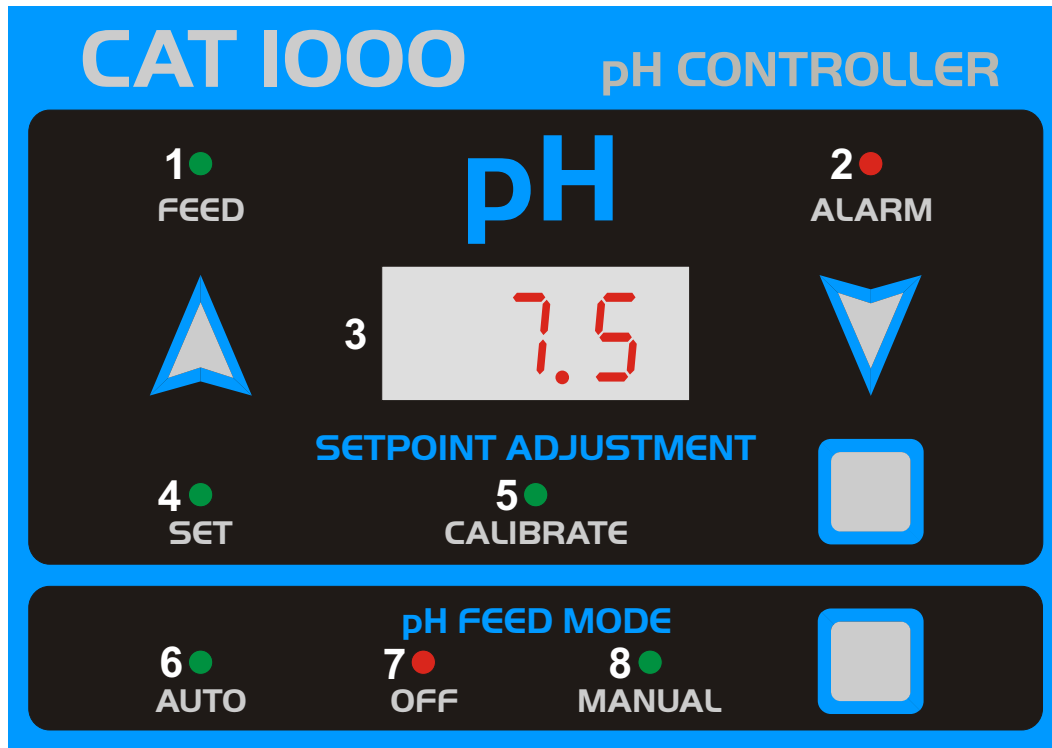 CAT 1000 pH CONTROLLER
1 pH 2
FEED ALARM
3 7.5
SETPOINT ADJUSTMENT
4 5
SET CALIBRATE
pH FEED MODE
6 7 8
AUTO OFF MANUAL